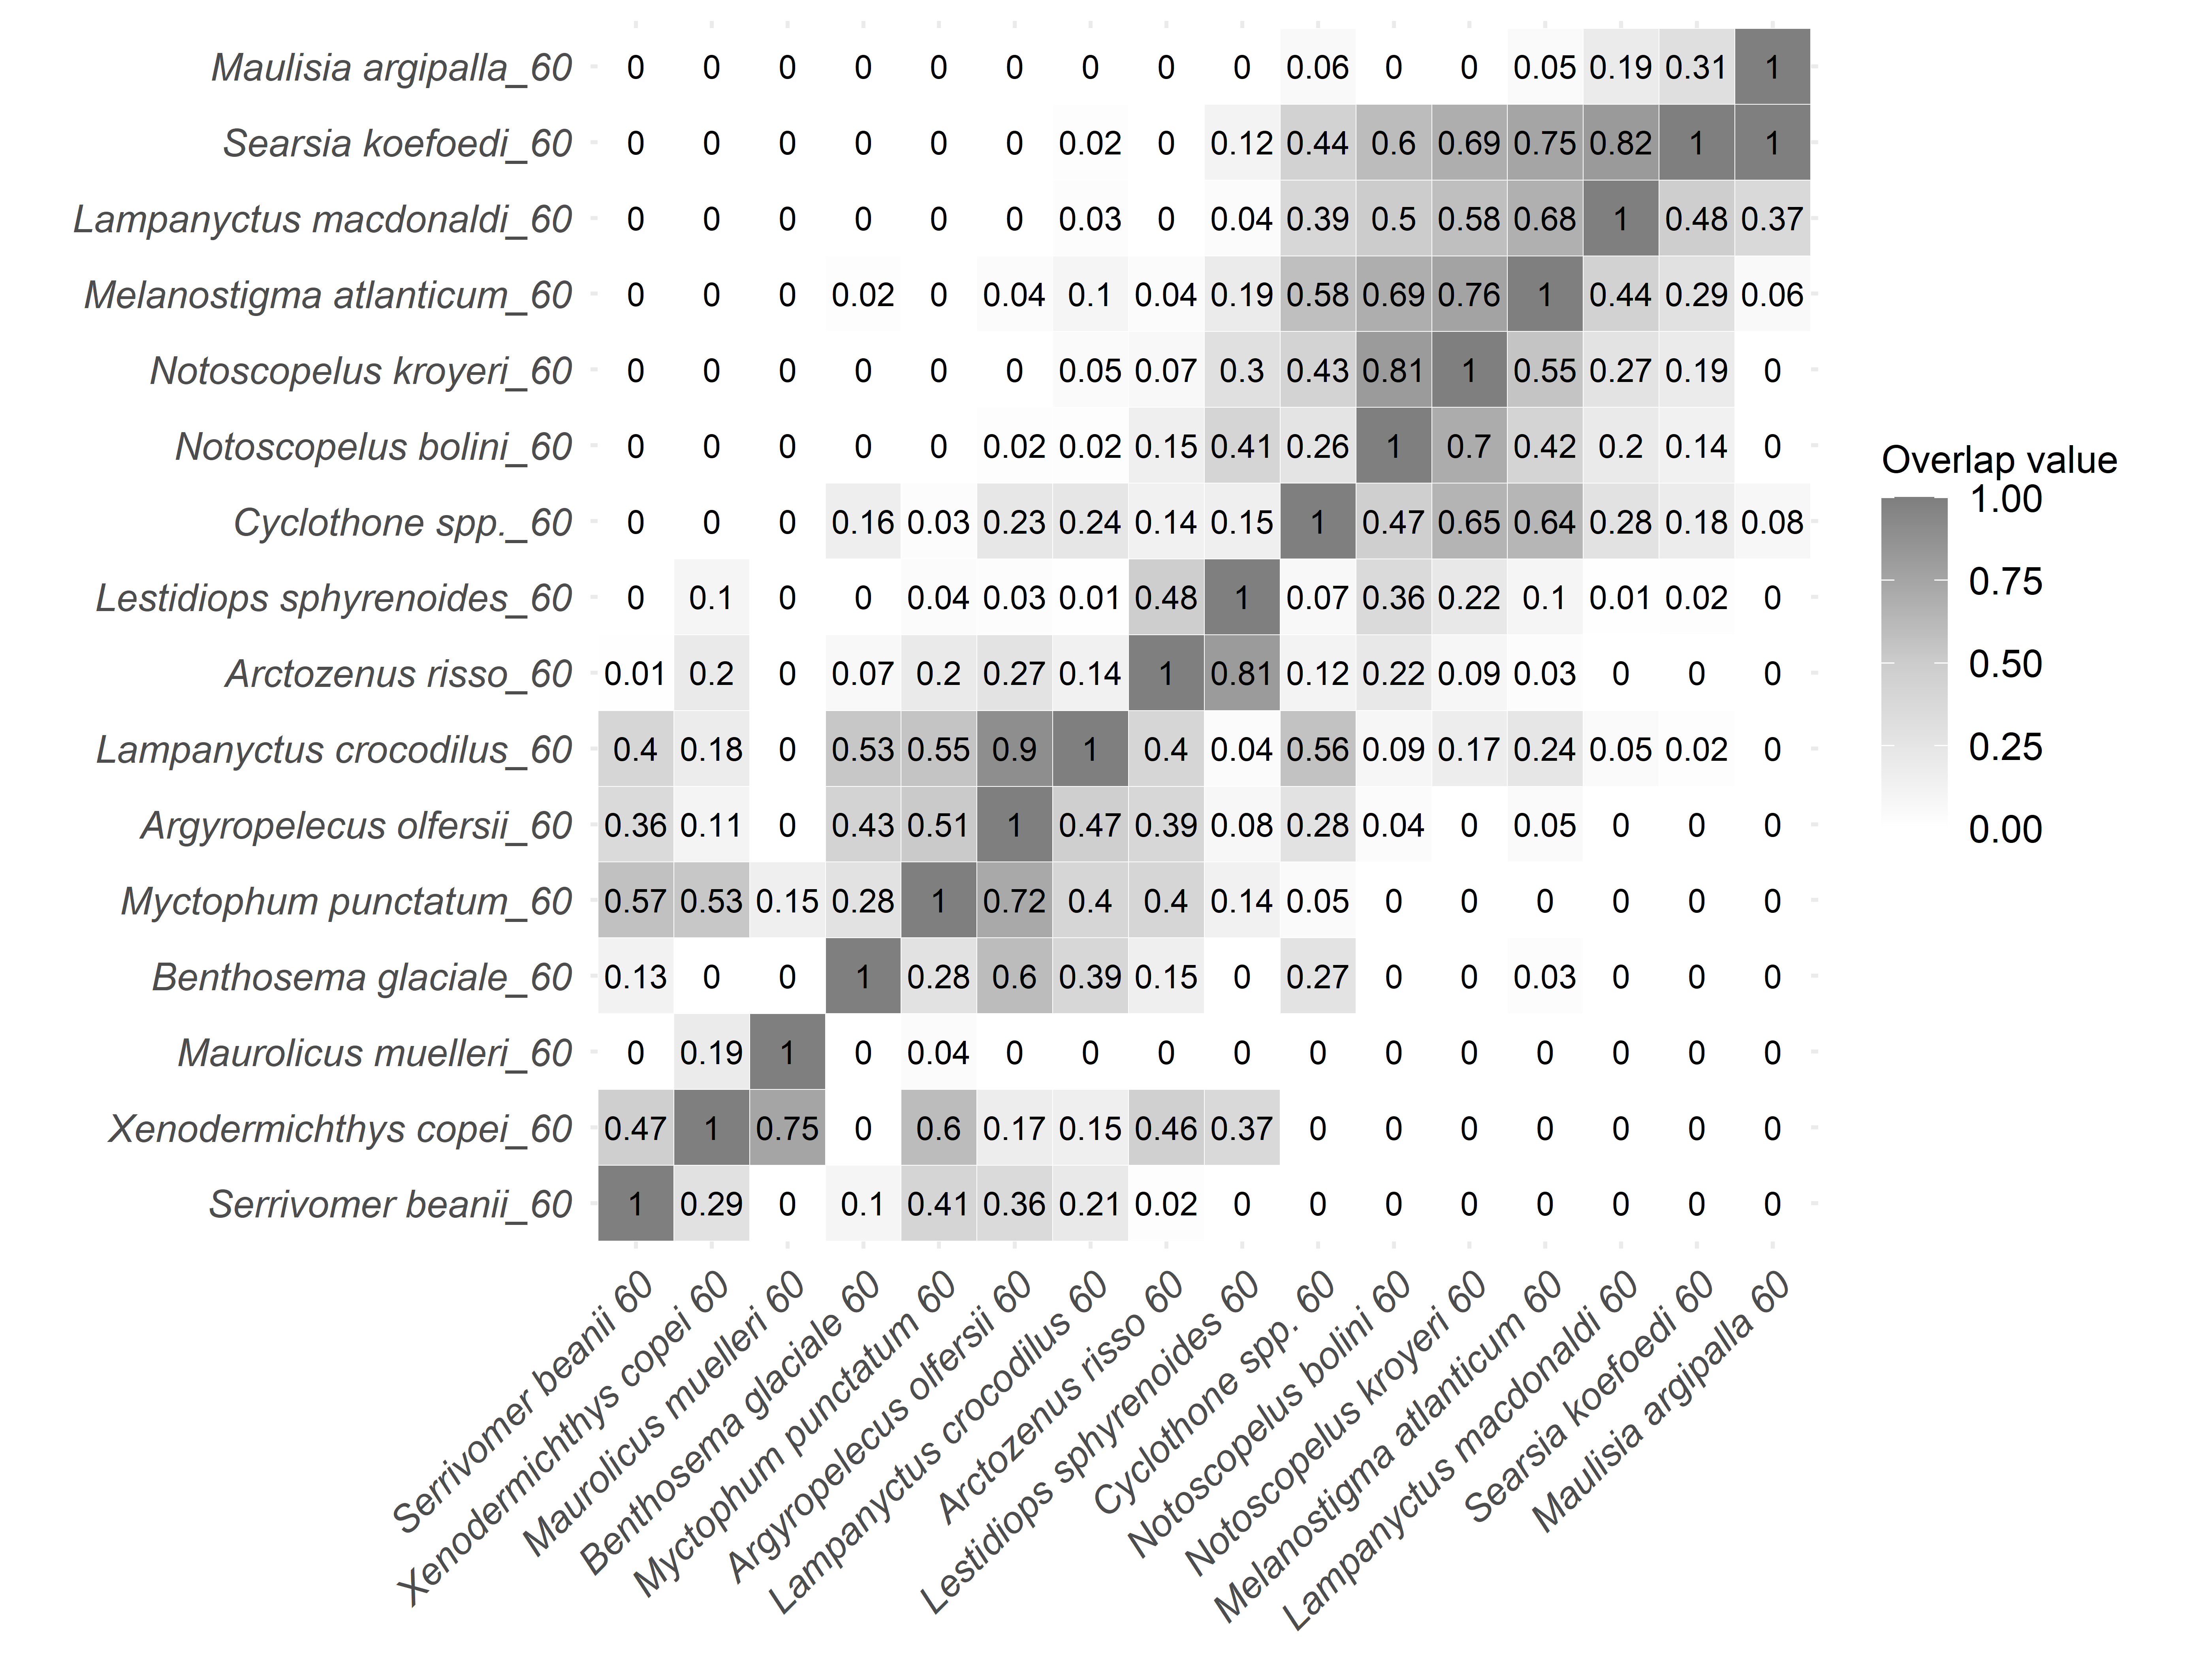 Maulisia argipalla_60 0 0 0 0 0 0 0 0 0 0.06 0 0 0.05 0.19 0.31 1
Searsia koefoedi_60 0 0 0 0 0 0 0.02 0 0.12 0.44 0.6 0.69 0.75 0.82 1 1
Lampanyctus macdonaldi_60 0 0 0 0 0 0 0.03 0 0.04 0.39 0.5 0.58 0.68 1 0.48 0.37
Melanostigma atlanticum_60 0 0 0 0.02 0 0.04 0.1 0.04 0.19 0.58 0.69 0.76 1 0.44 0.29 0.06
Notoscopelus kroyeri_60 0 0 0 0 0 0 0.05 0.07 0.3 0.43 0.81 1 0.55 0.27 0.19 0
Notoscopelus bolini_60 0 0 0 0 0 0.02 0.02 0.15 0.41 0.26 1 0.7 0.42 0.2 0.14 0
Cyclothone spp._60 0 0 0 0.16 0.03 0.23 0.24 0.14 0.15 1 0.47 0.65 0.64 0.28 0.18 0.08
Lestidiops sphyrenoides_60 0 0.1 0 0 0.04 0.03 0.01 0.48 1 0.07 0.36 0.22 0.1 0.01 0.02 0
Arctozenus risso_60 0.01 0.2 0 0.07 0.2 0.27 0.14 1 0.81 0.12 0.22 0.09 0.03 0 0 0
Lampanyctus crocodilus_60 0.4 0.18 0 0.53 0.55 0.9 1 0.4 0.04 0.56 0.09 0.17 0.24 0.05 0.02 0
Argyropelecus olfersii_60 0.36 0.11 0 0.43 0.51 1 0.47 0.39 0.08 0.28 0.04 0 0.05 0 0 0
Myctophum punctatum_60 0.57 0.53 0.15 0.28 1 0.72 0.4 0.4 0.14 0.05 0 0 0 0 0 0
Benthosema glaciale_60 0.13 0 0 1 0.28 0.6 0.39 0.15 0 0.27 0 0 0.03 0 0 0
Maurolicus muelleri_60 0 0.19 1 0 0.04 0 0 0 0 0 0 0 0 0 0 0
Xenodermichthys copei_60 0.47 1 0.75 0 0.6 0.17 0.15 0.46 0.37 0 0 0 0 0 0 0
Serrivomer beanii_60 1 0.29 0 0.1 0.41 0.36 0.21 0.02 0 0 0 0 0 0 0 0
Serrivomer beanii 60
Xenodermichthys copei 60
Maurolicus muelleri 60
Benthosema glaciale 60
Myctophum punctatum 60
Argyropelecus olfersii 60
Lampanyctus crocodilus 60
Arctozenus risso 60
Lestidiops sphyrenoides 60
Cyclothone spp. 60
Notoscopelus bolini 60
Notoscopelus kroyeri 60
Melanostigma atlanticum 60
Lampanyctus macdonaldi 60
Searsia koefoedi 60
Maulisia argipalla 60
Overlap value
1.00
0.75
0.50
0.25
0.00